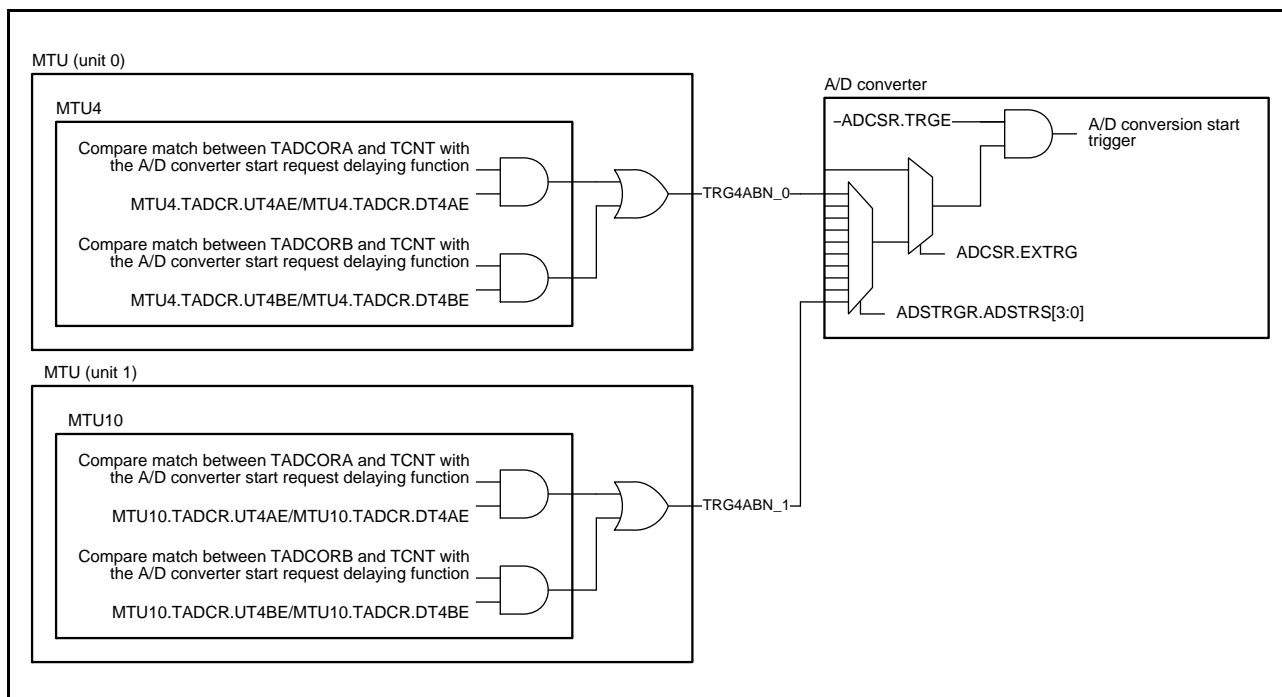 MTU (unit 0)
MTU4
Compare match between TADCORA and TCNT with
the A/D converter start request delaying function
MTU4.TADCR.UT4AE/MTU4.TADCR.DT4AE
Compare match between TADCORB and TCNT with
the A/D converter start request delaying function
MTU4.TADCR.UT4BE/MTU4.TADCR.DT4BE
TRG4ABN_0
A/D converter
ADCSR.TRGE
A/D conversion start
trigger
ADCSR.EXTRG
ADSTRGR.ADSTRS[3:0]
MTU (unit 1)
MTU10
Compare match between TADCORA and TCNT with
the A/D converter start request delaying function
MTU10.TADCR.UT4AE/MTU10.TADCR.DT4AE
Compare match between TADCORB and TCNT with
the A/D converter start request delaying function
MTU10.TADCR.UT4BE/MTU10.TADCR.DT4BE
TRG4ABN_1